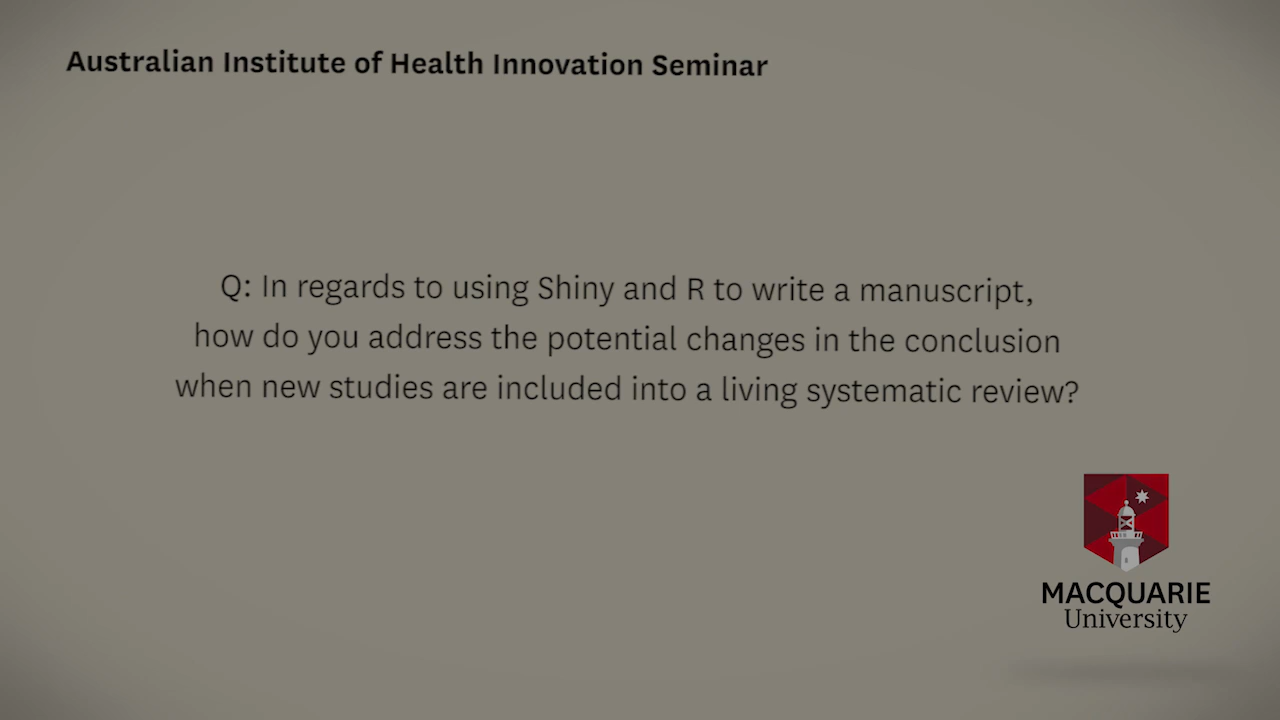 Australian Institute of Health Innovation Seminar
Q: In regards to using Shiny and R to write a manuscript,
how do you address the potential changes in the conclusion
when new studies are included into a living systematic review?
MACQUARIE
University